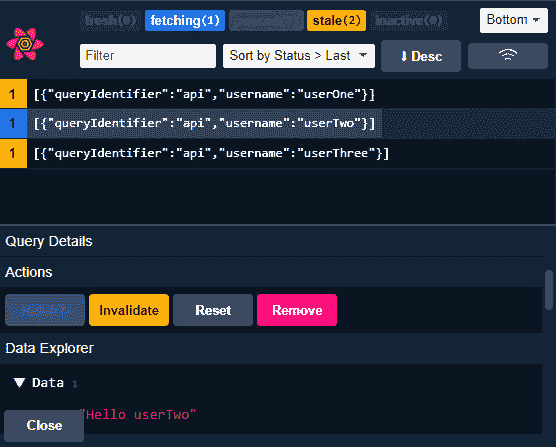 fresh(0) fetching(1) stale(2) inactive(0) Bottom
Filter Sort by Status > Last ⬇ Desc
1 [{"queryIdentifier":"api","username":"userOne"}]
1 [{"queryIdentifier":"api","username":"userTwo"}]
1 [{"queryIdentifier":"api","username":"userThree"}]
Query Details
Actions
Invalidate Reset Remove
Data Explorer
▼ Data 1
"Hello userTwo"
Close